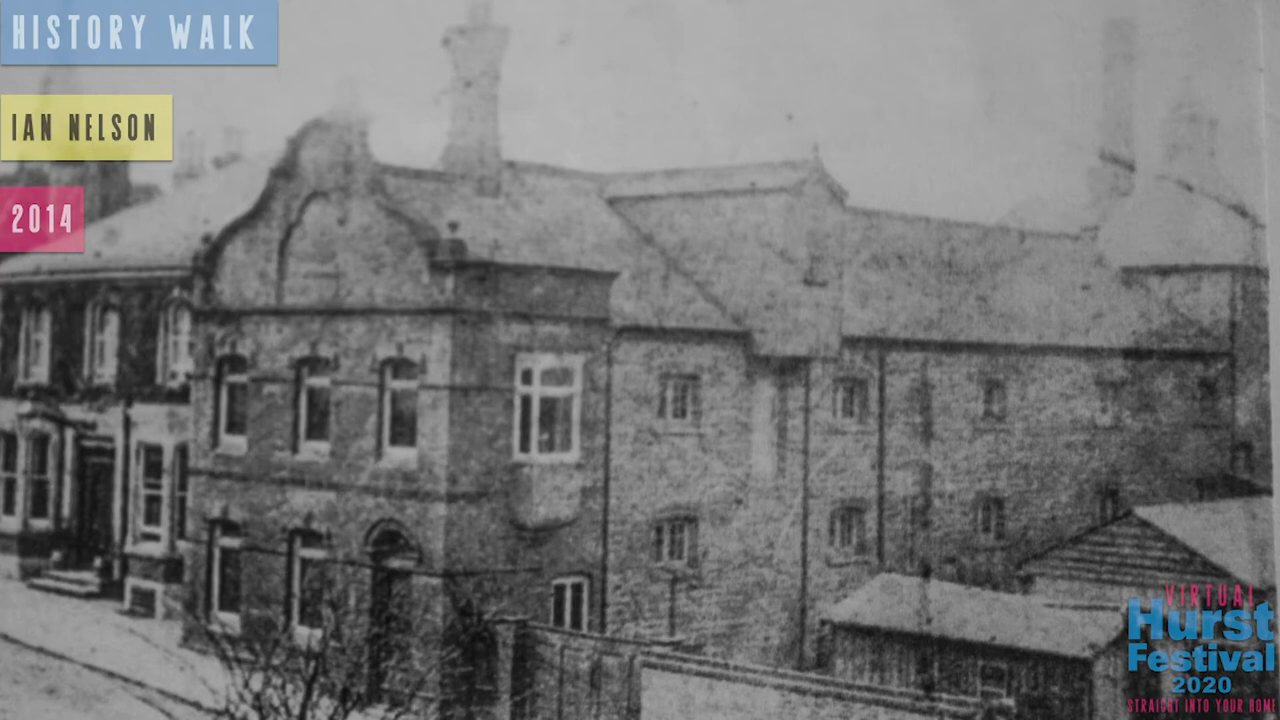 HISTORY WALK
IAN NELSON
2014
VIRTUAL
Hurst
Festival
2020
STRAIGHT INTO YOUR HOME